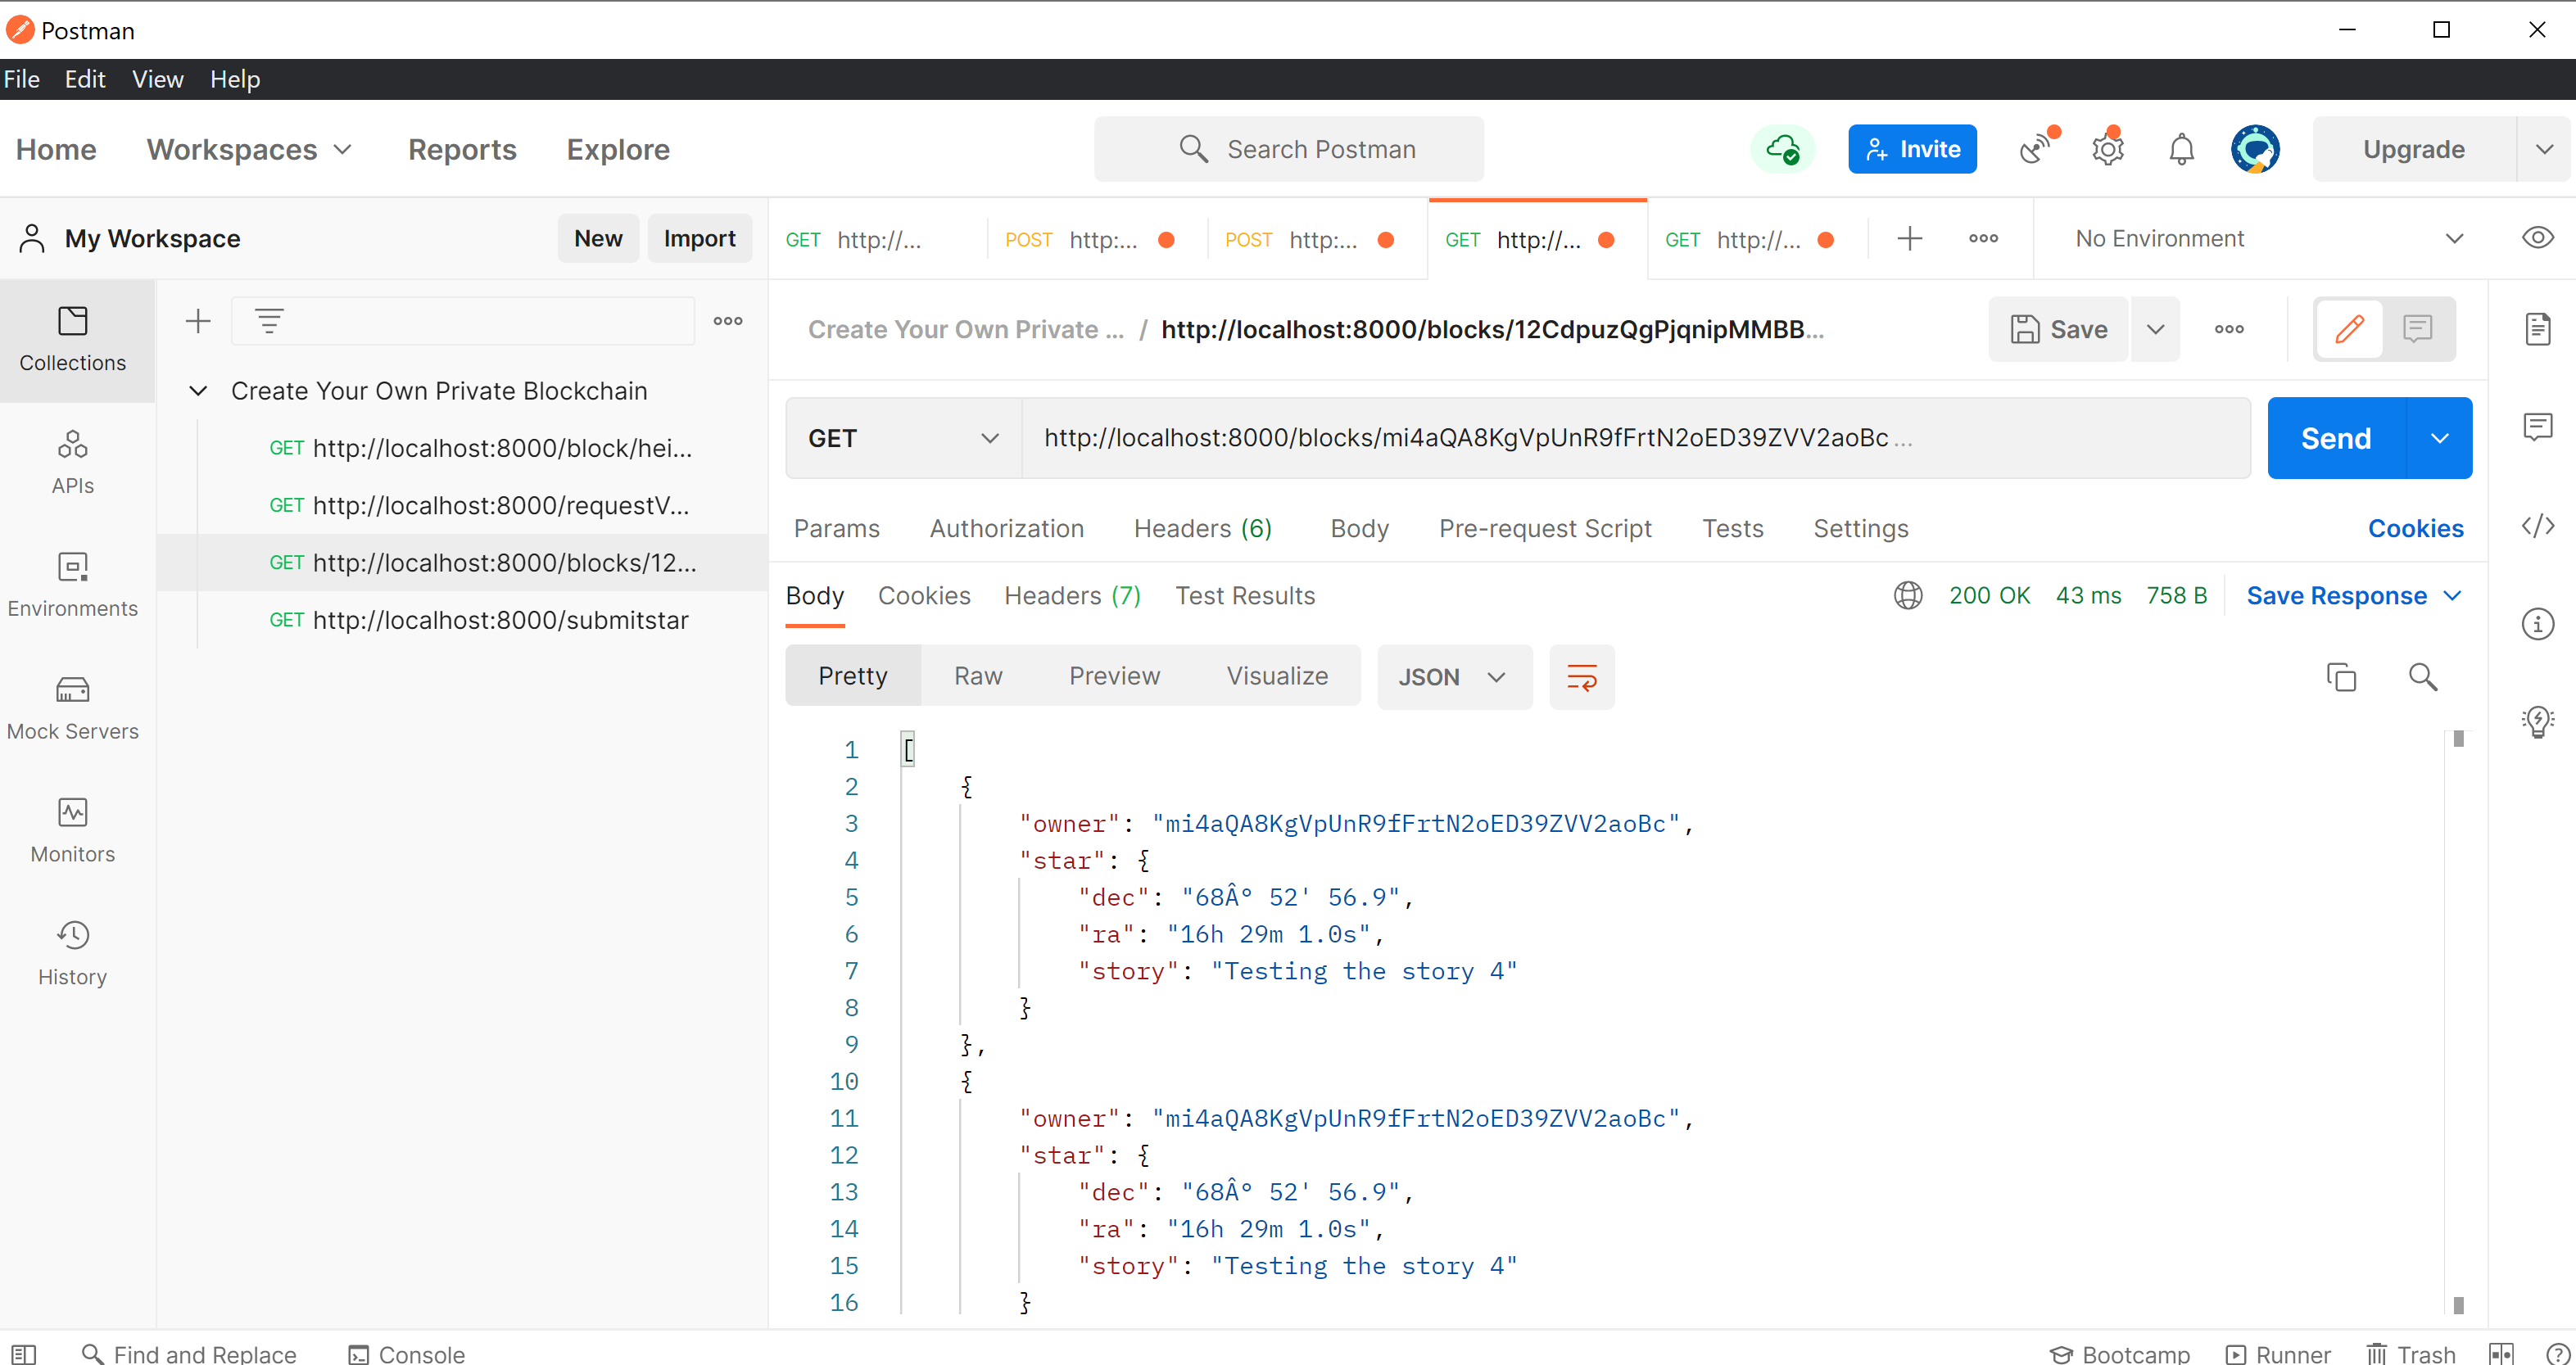 Postman
File Edit View Help
Home Workspaces Reports Explore Search Postman Invite Upgrade
My Workspace New Import
GET http://... POST http:... POST http:... GET http://... GET http://... No Environment
Collections
APIs
Environments
Mock Servers
Monitors
History
Create Your Own Private Blockchain
GET http://localhost:8000/block/hei...
GET http://localhost:8000/requestV...
GET http://localhost:8000/blocks/12...
GET http://localhost:8000/submitstar
Create Your Own Private ... / http://localhost:8000/blocks/12CdpuzQgPjqnipMMBB... Save
GET http://localhost:8000/blocks/mi4aQA8KgVpUnR9fFrtN2oED39ZVV2aoBc ... Send
Params Authorization Headers (6) Body Pre-request Script Tests Settings Cookies
Body Cookies Headers (7) Test Results 200 OK 43 ms 758 B Save Response
Pretty Raw Preview Visualize JSON
1 [
2 {
3 "owner": "mi4aQA8KgVpUnR9fFrtN2oED39ZVV2aoBc",
4 "star": {
5 "dec": "68Â° 52' 56.9",
6 "ra": "16h 29m 1.0s",
7 "story": "Testing the story 4"
8 }
9 },
10 {
11 "owner": "mi4aQA8KgVpUnR9fFrtN2oED39ZVV2aoBc",
12 "star": {
13 "dec": "68Â° 52' 56.9",
14 "ra": "16h 29m 1.0s",
15 "story": "Testing the story 4"
16 }
Find and Replace Console Bootcamp Runner Trash